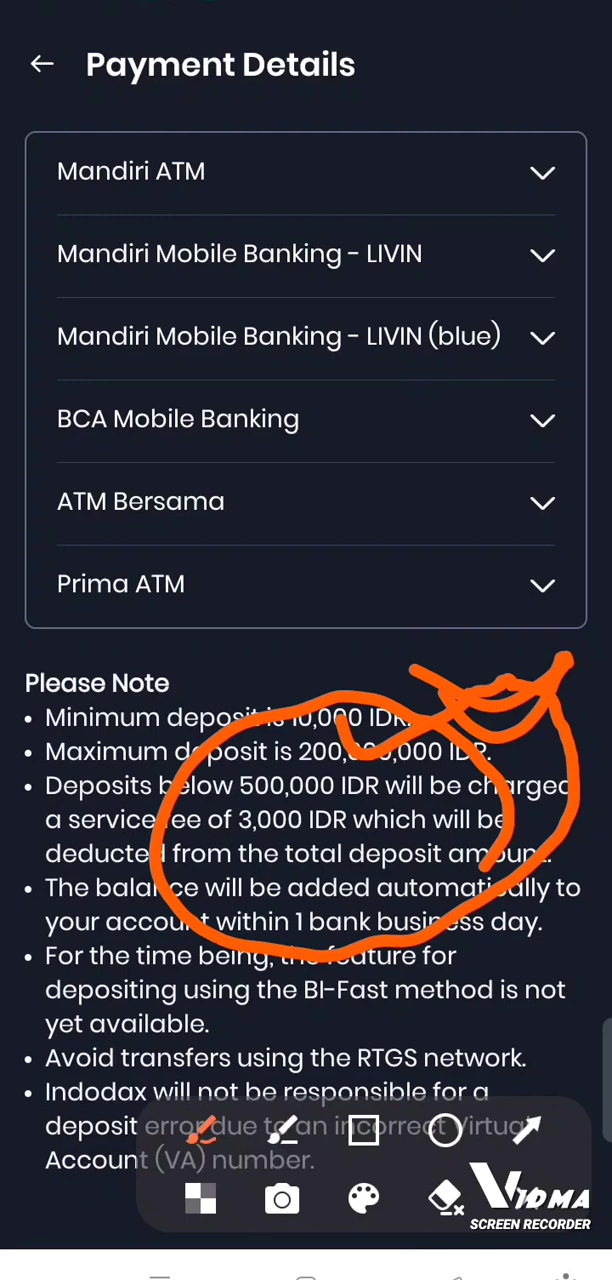 Payment Details
Mandiri ATM
Mandiri Mobile Banking - LIVIN
Mandiri Mobile Banking - LIVIN (blue)
BCA Mobile Banking
ATM Bersama
Prima ATM
Please Note
• Minimum deposit is 10,000 IDR.
• Maximum deposit is 200,000,000 IDR.
• Deposits below 500,000 IDR will be charged
a service fee of 3,000 IDR which will be
deducted from the total deposit amount.
• The balance will be added automatically to
your account within 1 bank business day.
• For the time being, the feature for
depositing using the BI-Fast method is not
yet available.
• Avoid transfers using the RTGS network.
• Indodax will not be responsible for a
deposit error due to an incorrect Virtual
Account (VA) number.
VIDMA
SCREEN RECORDER